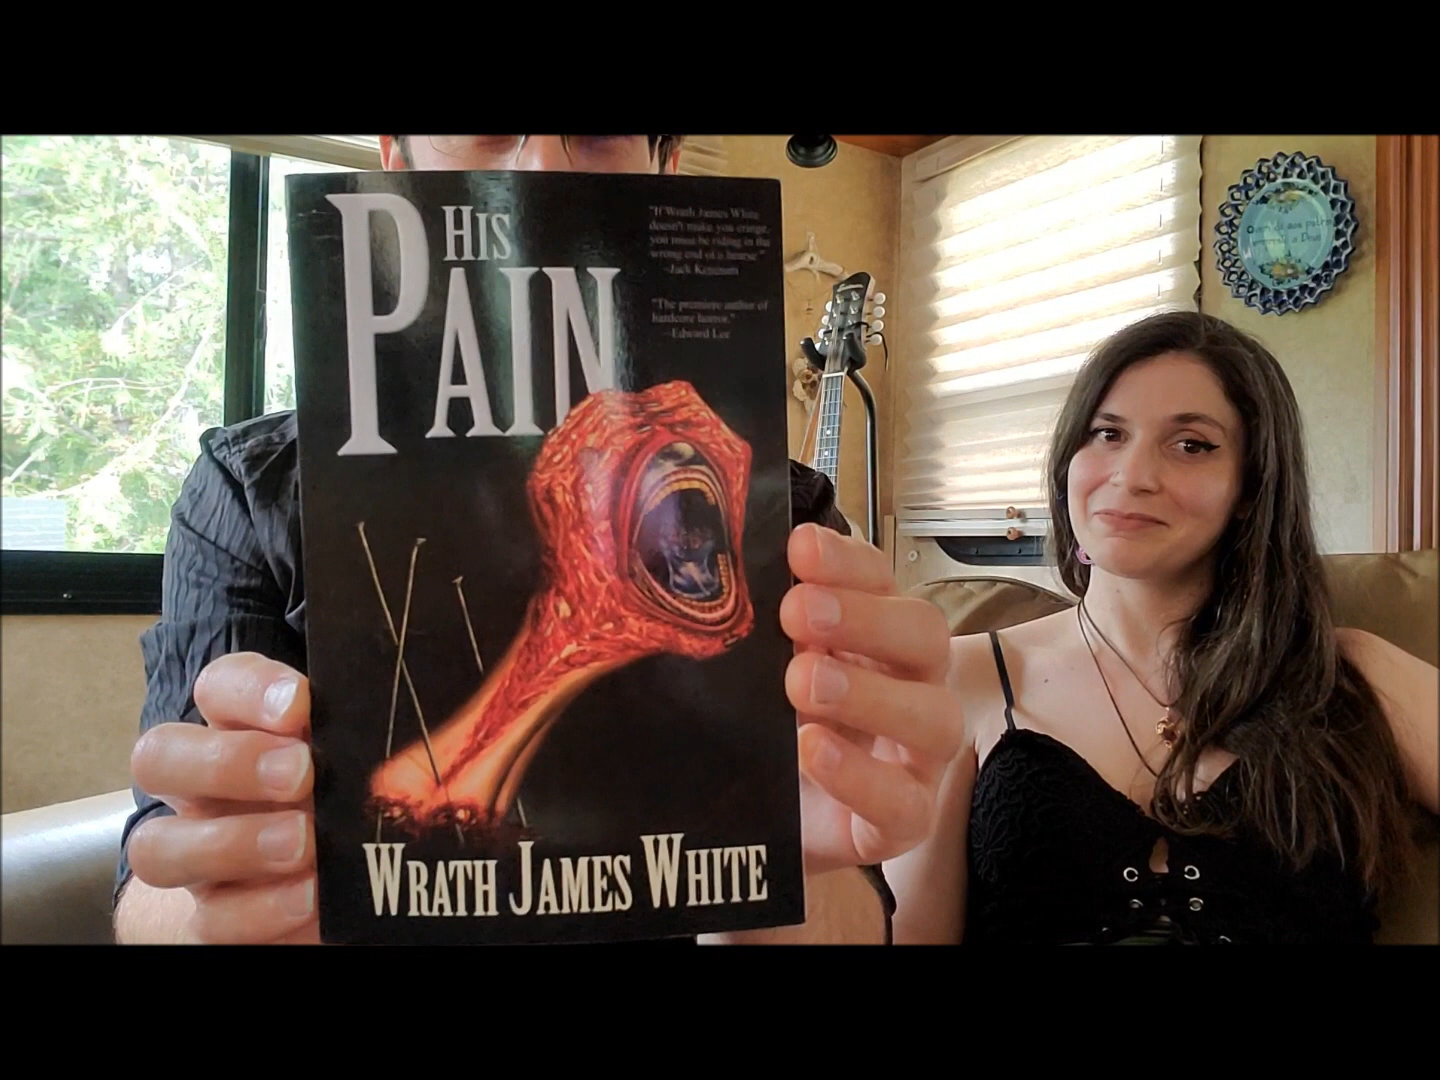 HIS
PAIN
"If Wrath James White
doesn't make you cringe,
you must be riding in the
wrong end of a hearse."
--Jack Ketchum
"The premiere author of
hardcore horror."
--Edward Lee
WRATH JAMES WHITE